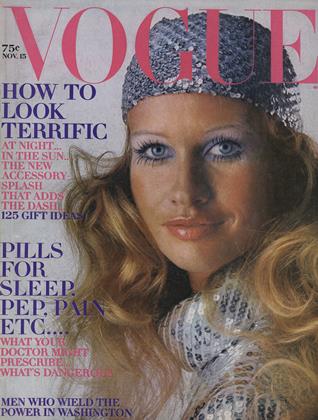 VOGUE
75¢
NOV. 15
HOW TO
LOOK
TERRIFIC
AT NIGHT...
IN THE SUN...
THE NEW
ACCESSORY-
SPLASH
THAT ADDS
THE DASH...
125 GIFT IDEAS
PILLS
FOR
SLEEP,
PEP, PAIN
ETC....
WHAT YOUR
DOCTOR MIGHT
PRESCRIBE...
WHAT'S DANGEROUS
MEN WHO WIELD THE
POWER IN WASHINGTON